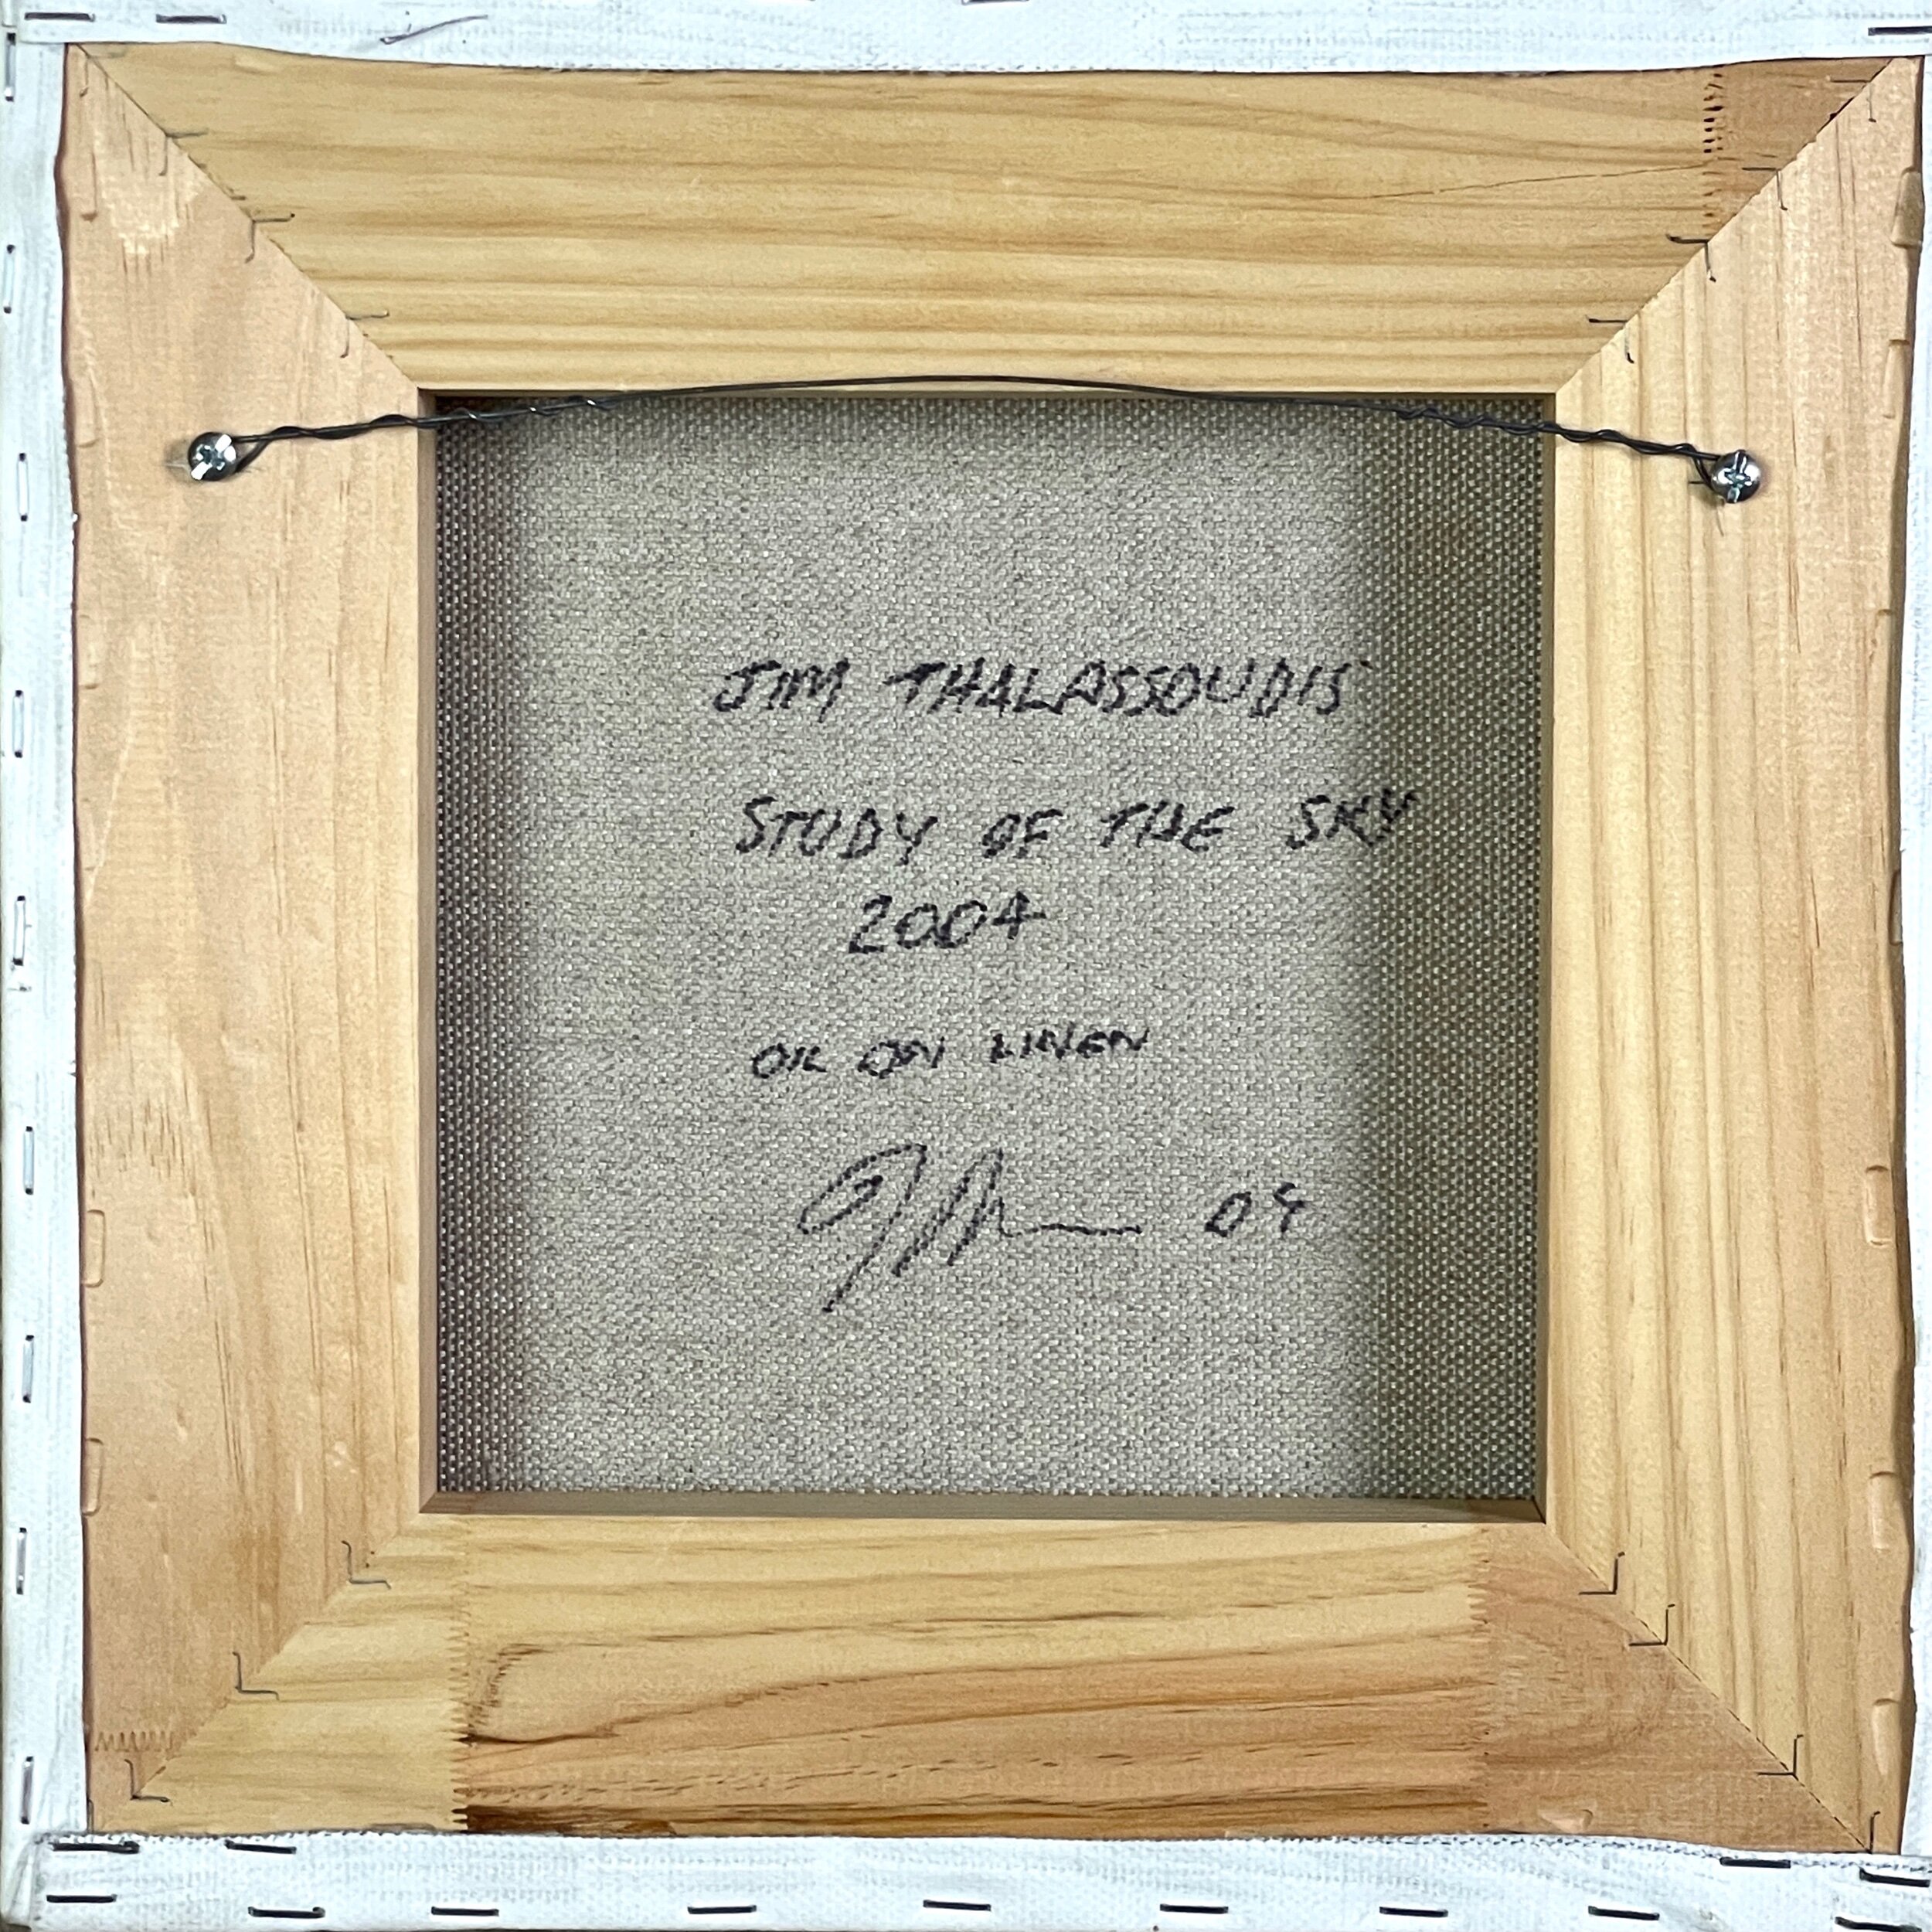 JIM THALASSOUDIS
STUDY OF THE SKY
2004
OIL ON LINEN
04